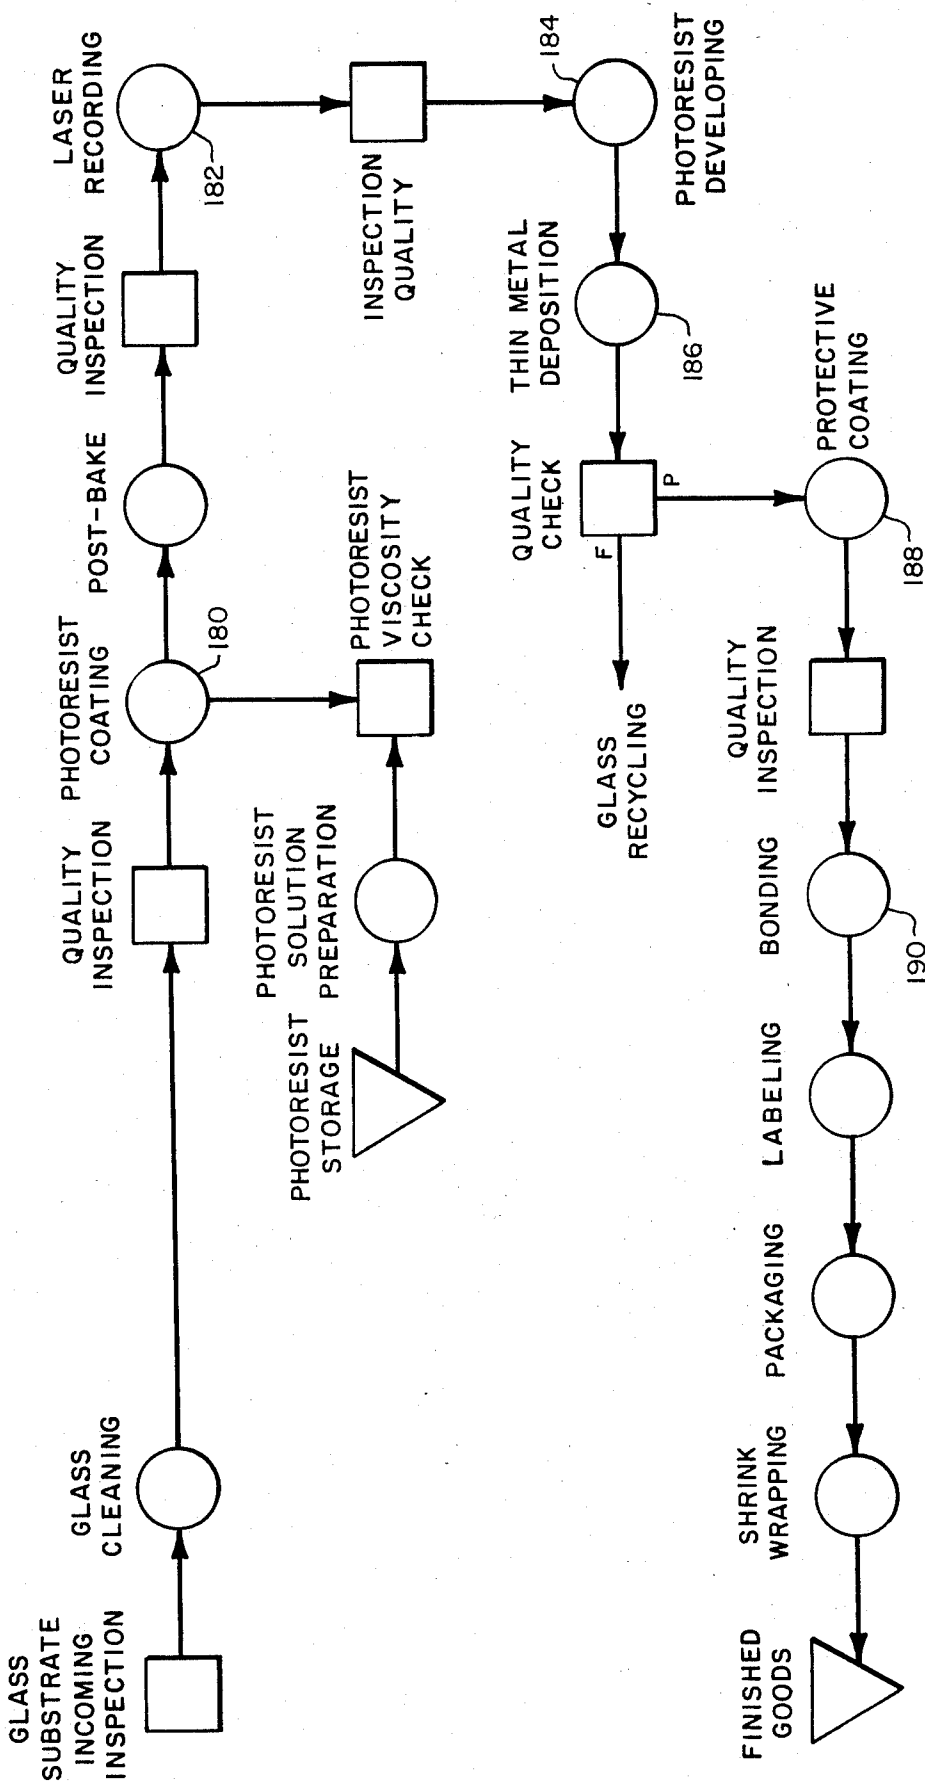 GLASS
SUBSTRATE
INCOMING
INSPECTION
GLASS
CLEANING
QUALITY
INSPECTION
PHOTORESIST
COATING
180
POST-BAKE
QUALITY
INSPECTION
LASER
RECORDING
182
PHOTORESIST
STORAGE
PHOTORESIST
SOLUTION
PREPARATION
PHOTORESIST
VISCOSITY
CHECK
INSPECTION
QUALITY
184
PHOTORESIST
DEVELOPING
THIN METAL
DEPOSITION
186
QUALITY
CHECK
F
P
GLASS
RECYCLING
PROTECTIVE
COATING
188
QUALITY
INSPECTION
BONDING
190
LABELING
PACKAGING
SHRINK
WRAPPING
FINISHED
GOODS